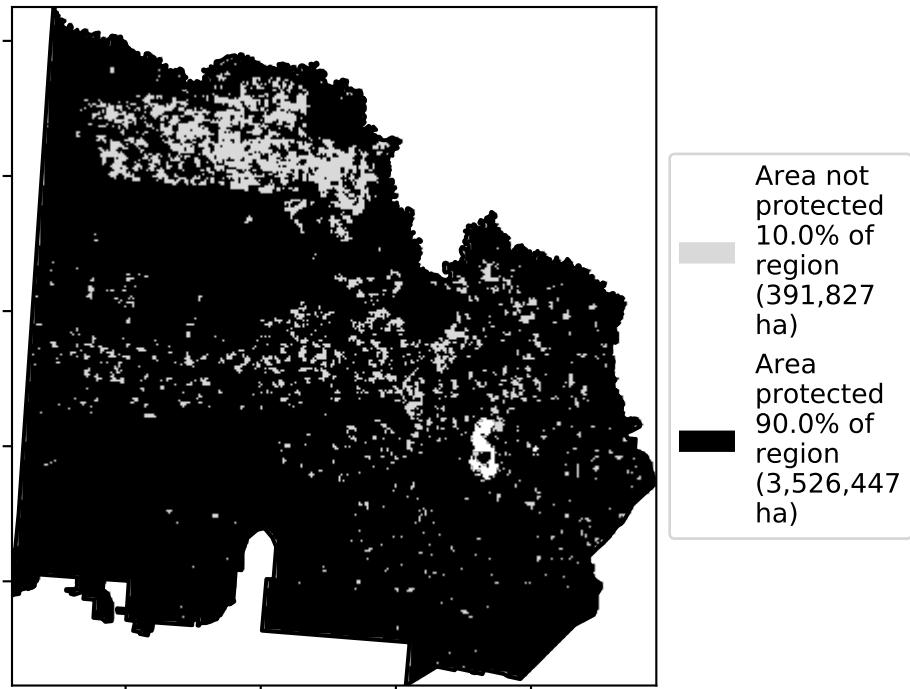 Area not
protected
10.0% of
region
(391,827
ha)
Area
protected
90.0% of
region
(3,526,447
ha)